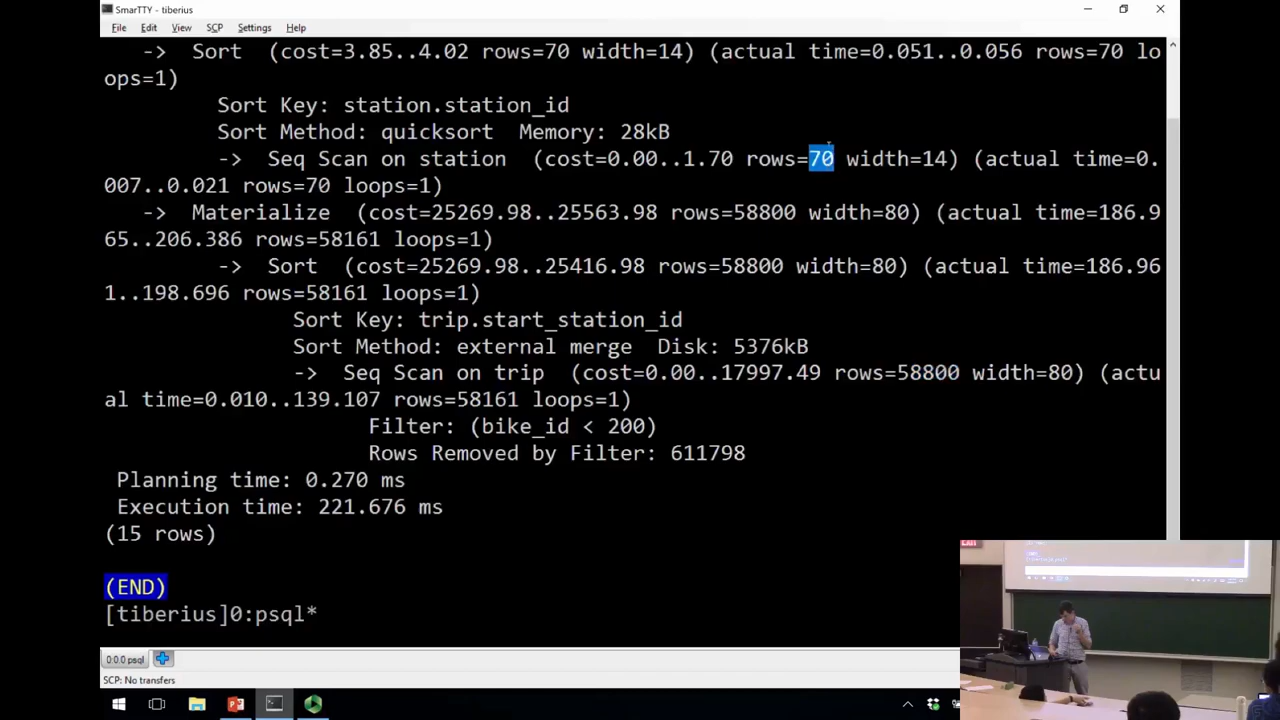 SmarTTY - tiberius
File Edit View SCP Settings Help
-> Sort (cost=3.85..4.02 rows=70 width=14) (actual time=0.051..0.056 rows=70 lo
ops=1)
Sort Key: station.station_id
Sort Method: quicksort Memory: 28kB
-> Seq Scan on station (cost=0.00..1.70 rows=70 width=14) (actual time=0.
007..0.021 rows=70 loops=1)
-> Materialize (cost=25269.98..25563.98 rows=58800 width=80) (actual time=186.9
65..206.386 rows=58161 loops=1)
-> Sort (cost=25269.98..25416.98 rows=58800 width=80) (actual time=186.96
1..198.696 rows=58161 loops=1)
Sort Key: trip.start_station_id
Sort Method: external merge Disk: 5376kB
-> Seq Scan on trip (cost=0.00..17997.49 rows=58800 width=80) (actu
al time=0.010..139.107 rows=58161 loops=1)
Filter: (bike_id < 200)
Rows Removed by Filter: 611798
Planning time: 0.270 ms
Execution time: 221.676 ms
(15 rows)
(END)
[tiberius]0:psql*
0:0.0 psql
SCP: No transfers
EXIT